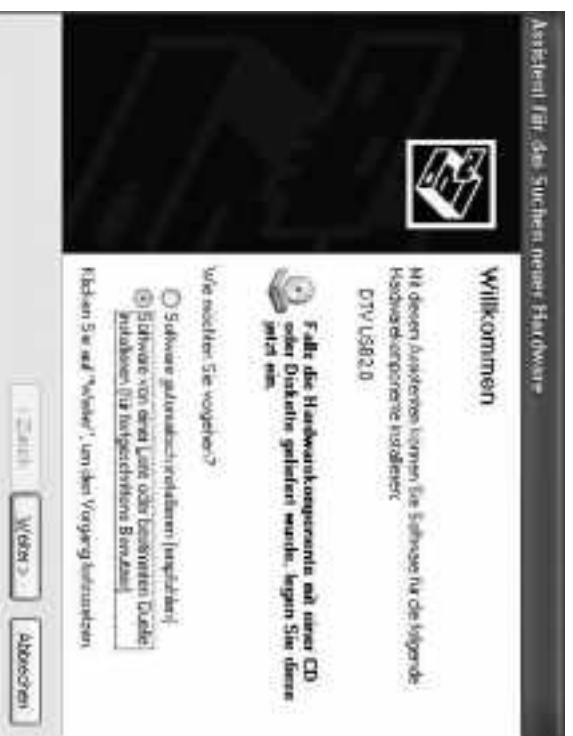 Assistent für das Suchen neuer Hardware
Willkommen
Mit diesem Assistenten können Sie Software für die folgende
Hardwarekomponente installieren:
DTV USB2.0
Falls die Hardwarekomponente mit einer CD
oder Diskette geliefert wurde, legen Sie diese
jetzt ein.
Wie möchten Sie vorgehen?
Software automatisch installieren (empfohlen)
Software von einer Liste oder bestimmten Quelle
installieren (für fortgeschrittene Benutzer)
Klicken Sie auf "Weiter", um den Vorgang fortzusetzen.
< Zurück
Weiter >
Abbrechen